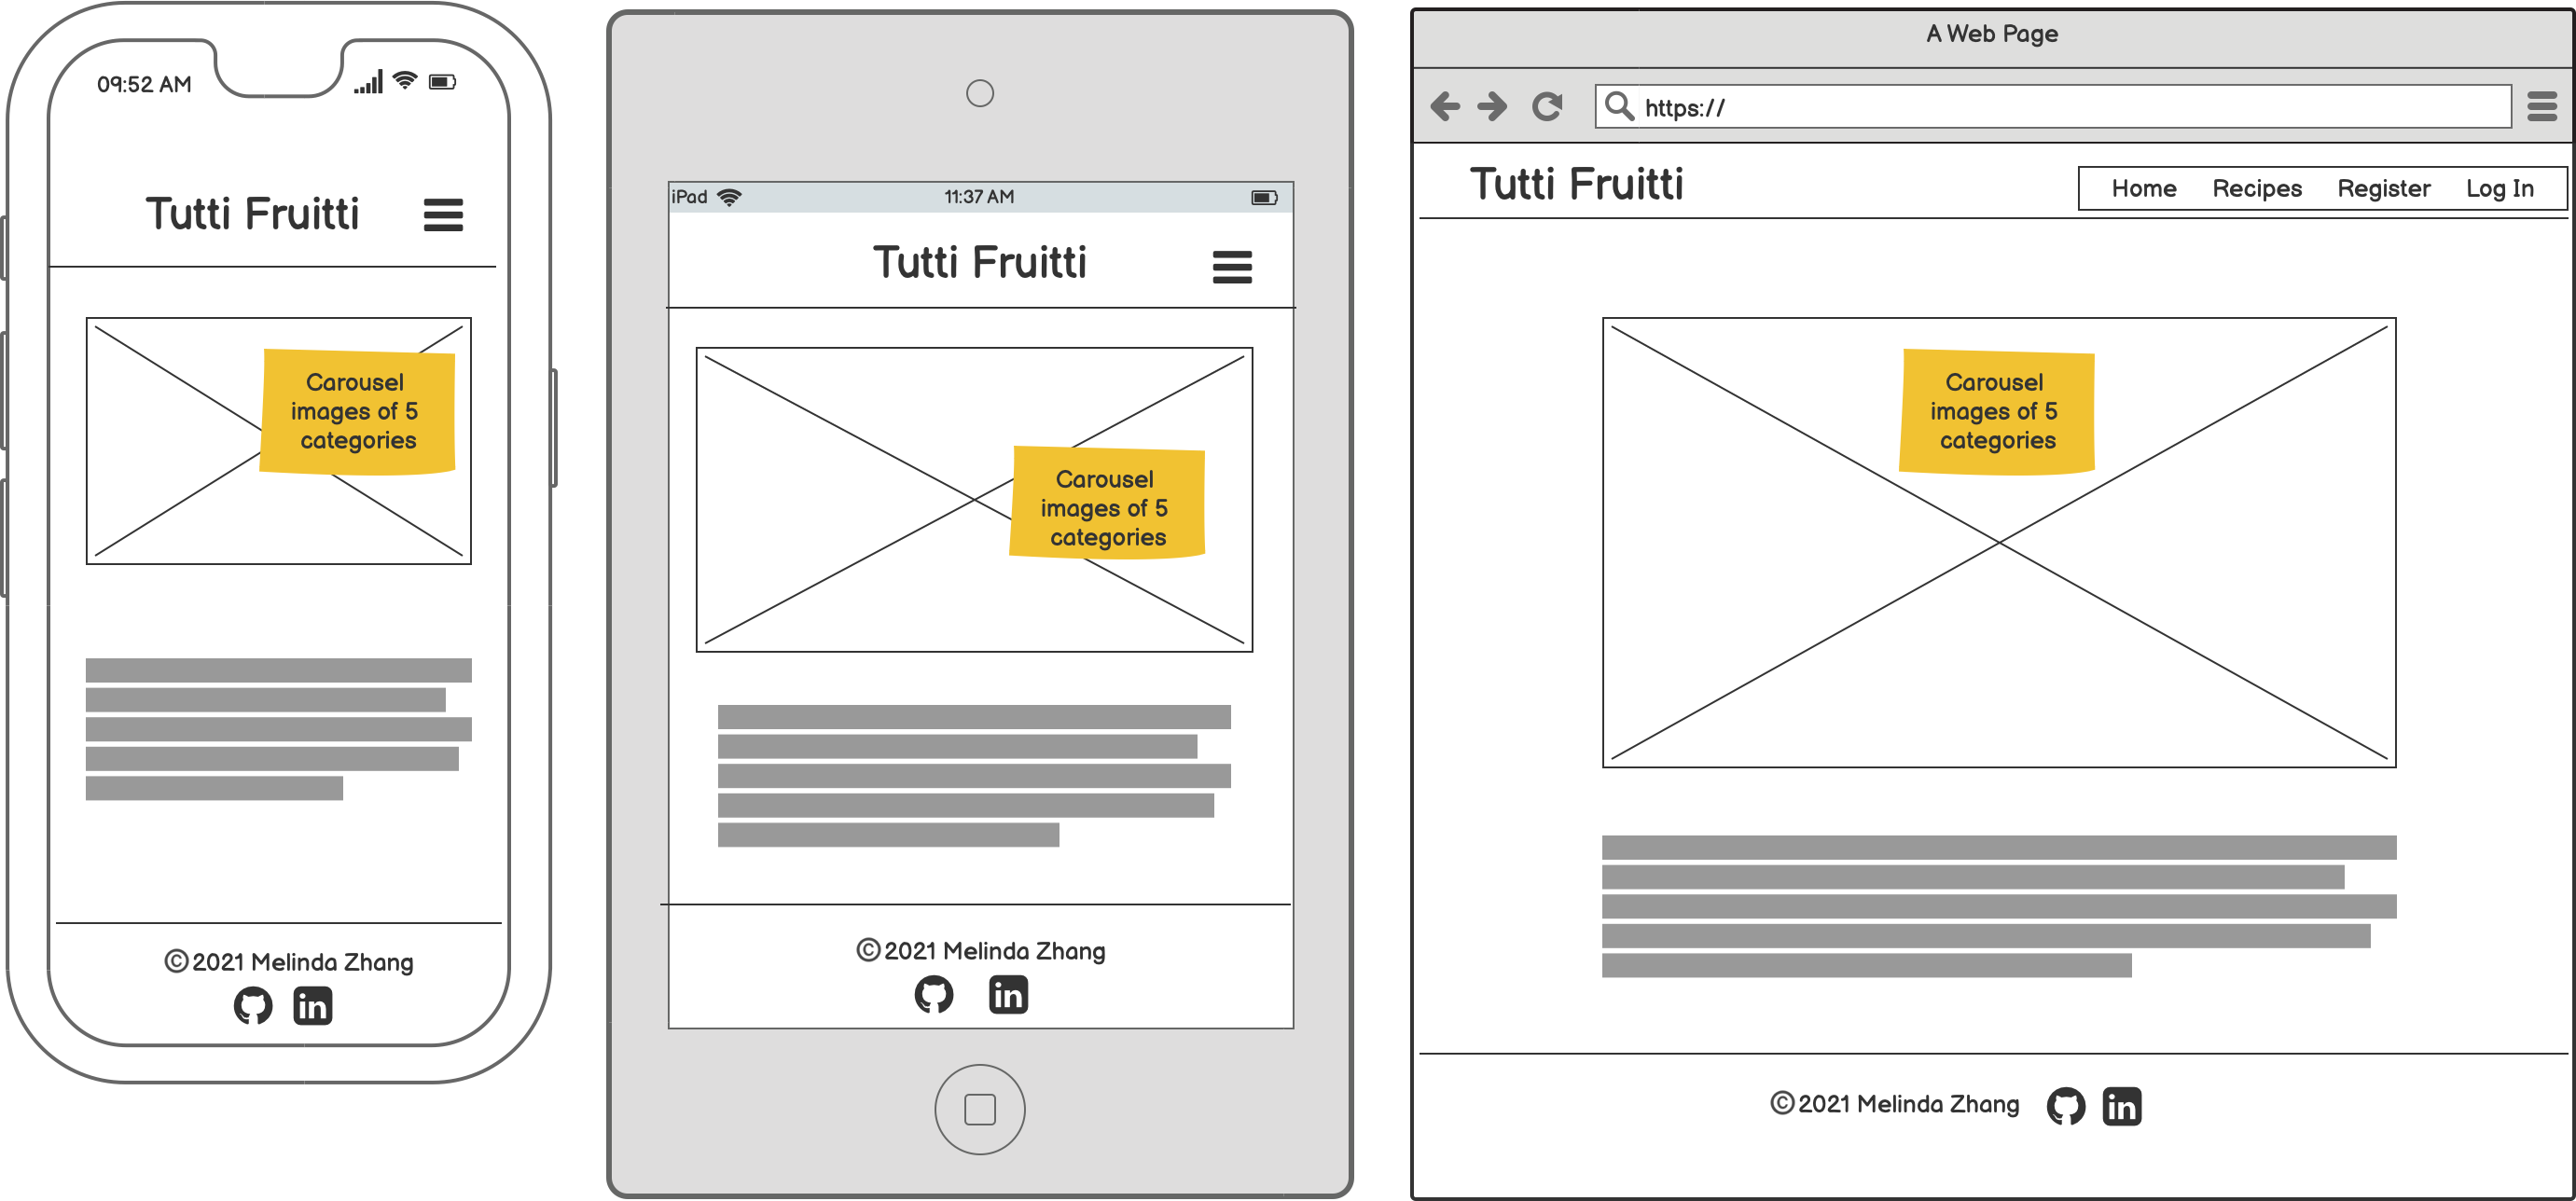 09:52 AM
Tutti Fruitti
Carousel
images of 5
categories
©2021 Melinda Zhang
in
iPad
11:37 AM
Tutti Fruitti
Carousel
images of 5
categories
©2021 Melinda Zhang
in
A Web Page
https://
Tutti Fruitti
Home Recipes Register Log In
Carousel
images of 5
categories
©2021 Melinda Zhang
in